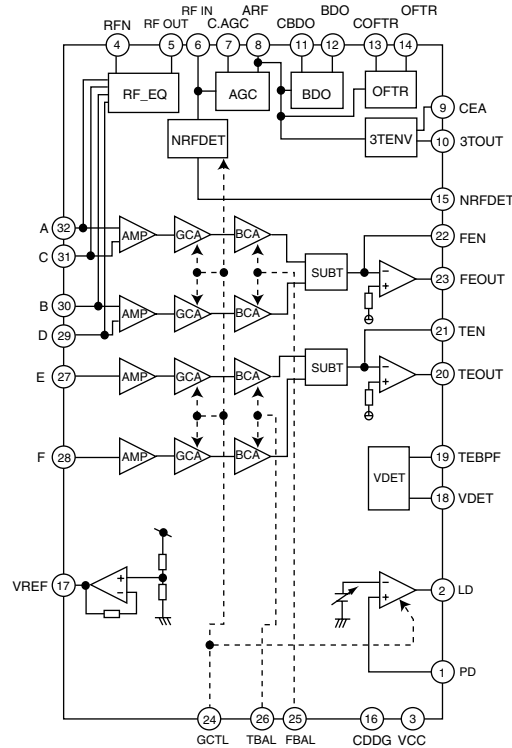 RFN RF OUT RF IN C.AGC ARF CBDO BDO COFTR OFTR
4 5 6 7 8 11 12 13 14
RF_EQ AGC BDO OFTR
9 CEA
NRFDET 3TENV
10 3TOUT
15 NRFDET
A 32 AMP GCA BCA
22 FEN
C 31
SUBT
− +
23 FEOUT
B 30 AMP GCA BCA
D 29
21 TEN
E 27 AMP GCA BCA
SUBT
− +
20 TEOUT
F 28 AMP GCA BCA
19 TEBPF
VDET
18 VDET
VREF 17 + −
− +
2 LD
1 PD
24 26 25 16 3
GCTL TBAL FBAL CDDG VCC